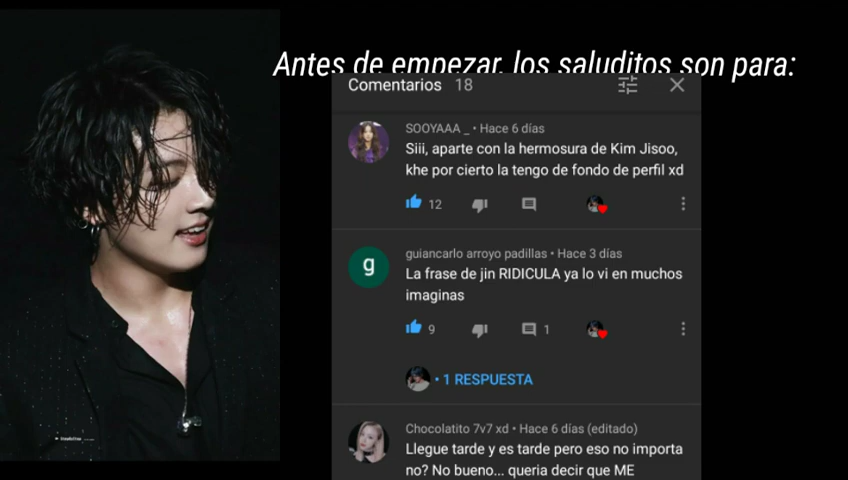 Antes de empezar, los saluditos son para:
Comentarios 18
SOOYAAA _ • Hace 6 días
Siii, aparte con la hermosura de Kim Jisoo,
khe por cierto la tengo de fondo de perfil xd
12
g
guiancarlo arroyo padillas • Hace 3 días
La frase de jin RIDICULA ya lo vi en muchos
imaginas
9 1
• 1 RESPUESTA
Chocolatito 7v7 xd • Hace 6 días (editado)
Llegue tarde y es tarde pero eso no importa
no? No bueno... queria decir que ME